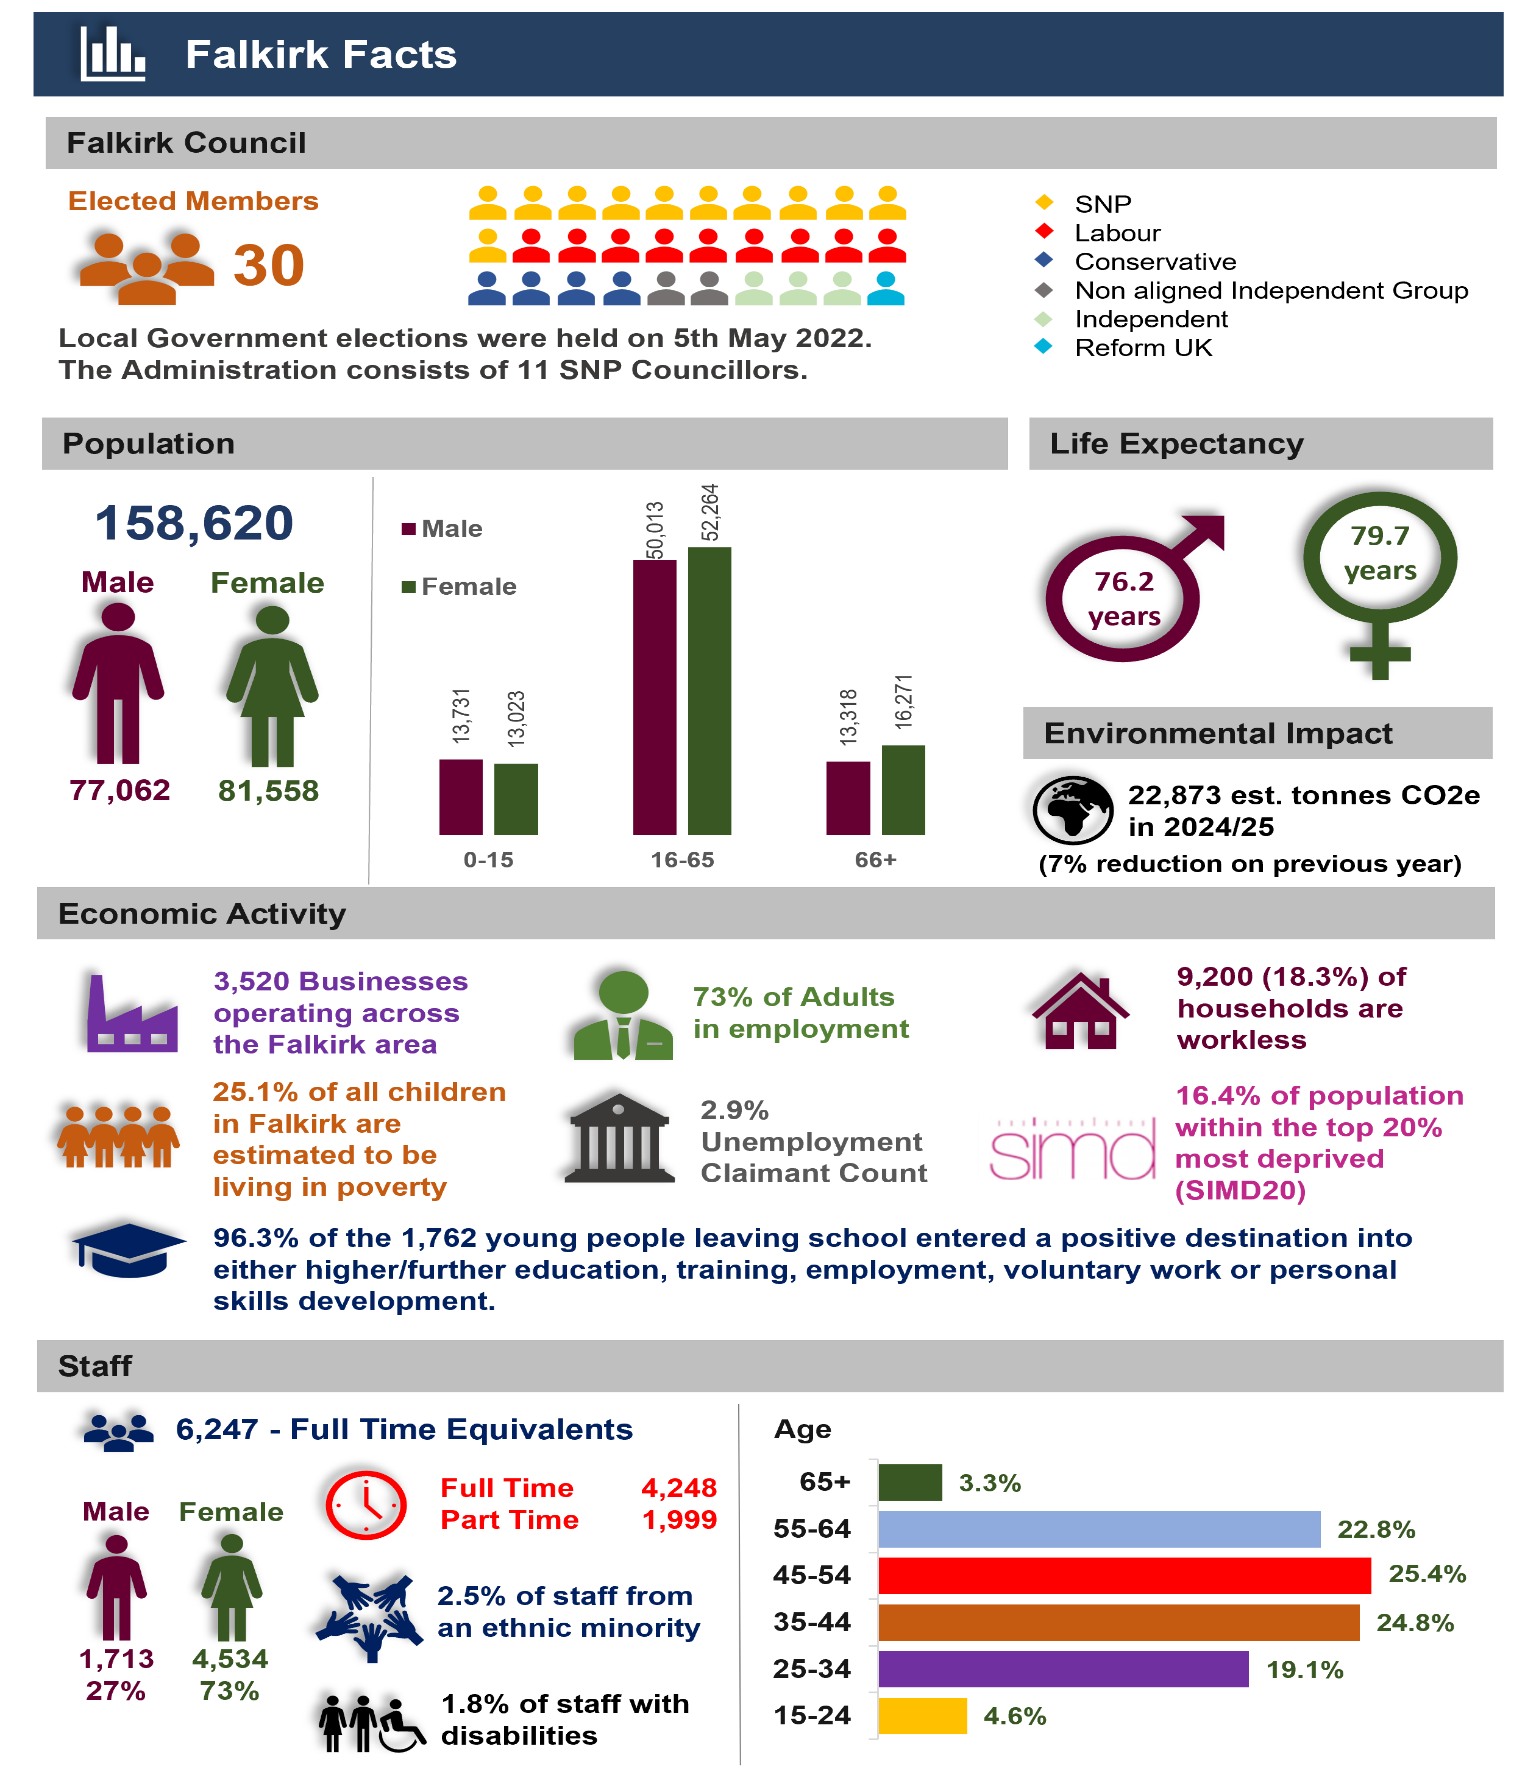 Falkirk Facts
Falkirk Council
Elected Members
30
SNP
Labour
Conservative
Non aligned Independent Group
Independent
Reform UK
Local Government elections were held on 5th May 2022.
The Administration consists of 11 SNP Councillors.
Population
158,620
Male
Female
77,062
81,558
Male
Female
13,731
13,023
50,013
52,264
13,318
16,271
0-15
16-65
66+
Life Expectancy
76.2
years
79.7
years
Environmental Impact
22,873 est. tonnes CO2e
in 2024/25
(7% reduction on previous year)
Economic Activity
3,520 Businesses
operating across
the Falkirk area
73% of Adults
in employment
9,200 (18.3%) of
households are
workless
25.1% of all children
in Falkirk are
estimated to be
living in poverty
2.9%
Unemployment
Claimant Count
simd
16.4% of population
within the top 20%
most deprived
(SIMD20)
96.3% of the 1,762 young people leaving school entered a positive destination into
either higher/further education, training, employment, voluntary work or personal
skills development.
Staff
6,247 - Full Time Equivalents
Male
Female
1,713
27%
4,534
73%
Full Time 4,248
Part Time 1,999
2.5% of staff from
an ethnic minority
1.8% of staff with
disabilities
Age
65+ 3.3%
55-64 22.8%
45-54 25.4%
35-44 24.8%
25-34 19.1%
15-24 4.6%